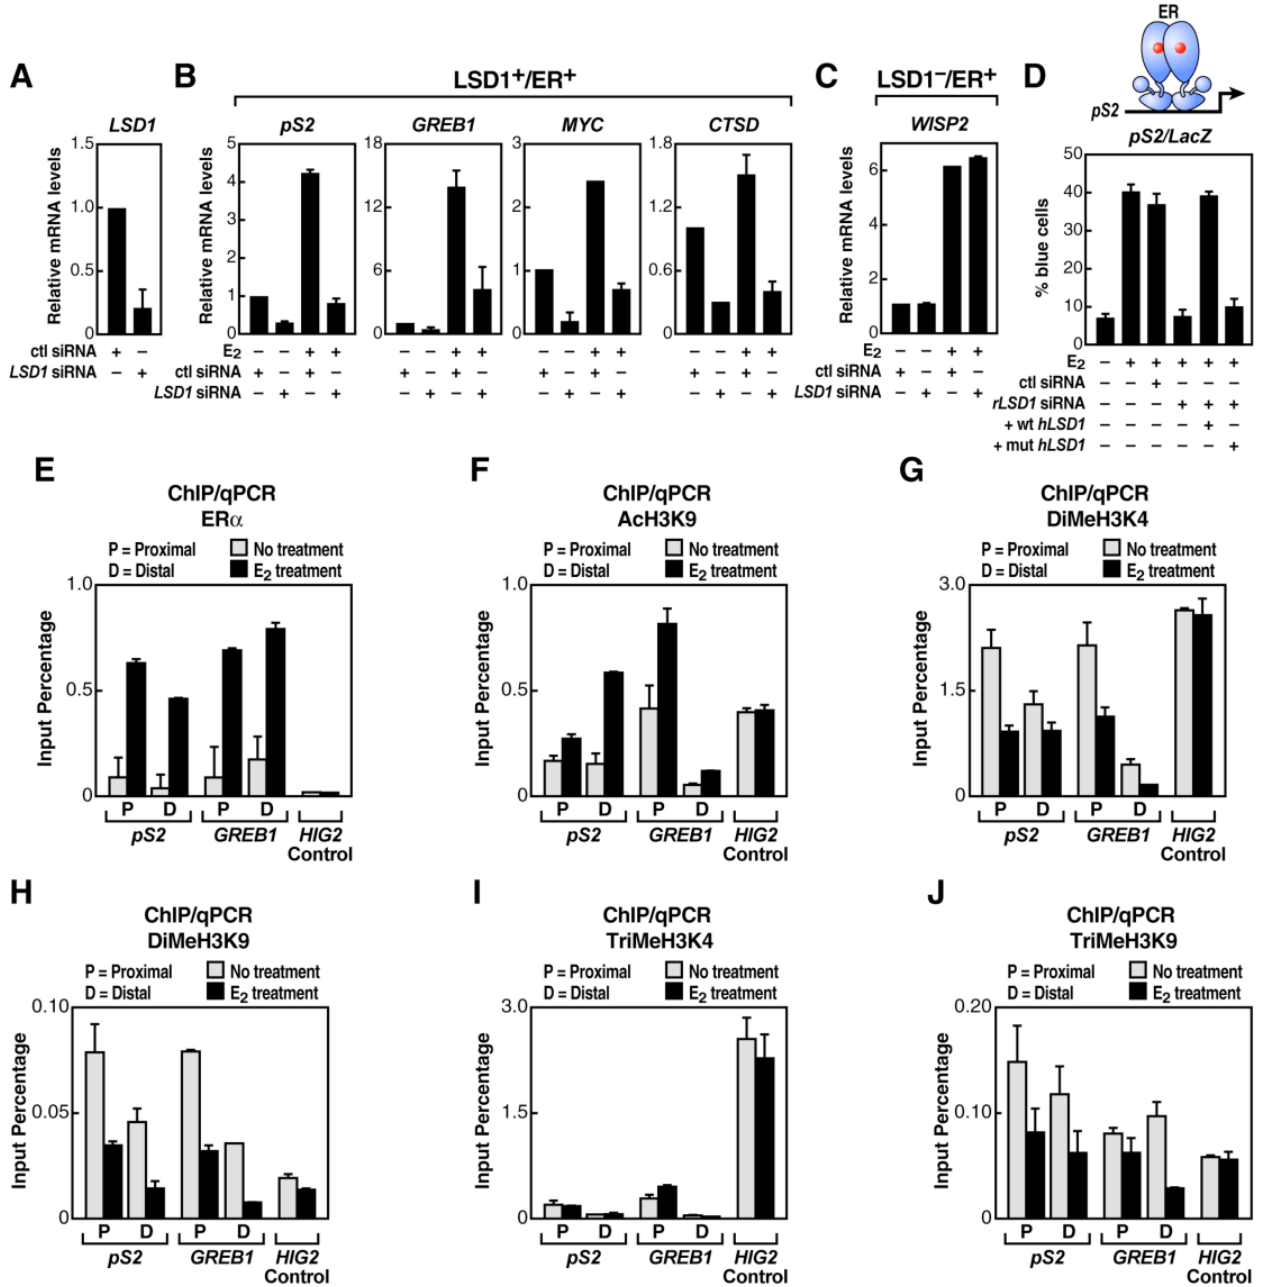 ER
A
B
LSD1⁺/ER⁺
C
LSD1⁻/ER⁺
D
pS2
LSD1
pS2
GREB1
MYC
CTSD
WISP2
pS2/LacZ
Relative mRNA levels
1.5
1.0
0.5
0
Relative mRNA levels
5
4
3
2
1
0
18
12
6
0
3
2
1
0
1.8
1.2
0.6
0
Relative mRNA levels
6
4
2
0
% blue cells
50
40
30
20
10
0
ctl siRNA + –
LSD1 siRNA – +
E₂ – – + + – – + + – – + + – – + +
ctl siRNA + – + – + – + – + – + – + – + –
LSD1 siRNA – + – + – + – + – + – + – + – +
E₂ – – + +
ctl siRNA + – + –
LSD1 siRNA – + – +
E₂ – + + + + +
ctl siRNA – – + – – –
rLSD1 siRNA – – – + + +
+ wt hLSD1 – – – – + –
+ mut hLSD1 – – – – – +
E
ChIP/qPCR
ERα
P = Proximal No treatment
D = Distal E₂ treatment
Input Percentage
1.0
0.5
0
P D P D
pS2 GREB1 HIG2
Control
F
ChIP/qPCR
AcH3K9
P = Proximal No treatment
D = Distal E₂ treatment
Input Percentage
1.0
0.5
0
P D P D
pS2 GREB1 HIG2
Control
G
ChIP/qPCR
DiMeH3K4
P = Proximal No treatment
D = Distal E₂ treatment
Input Percentage
3.0
1.5
0
P D P D
pS2 GREB1 HIG2
Control
H
ChIP/qPCR
DiMeH3K9
P = Proximal No treatment
D = Distal E₂ treatment
Input Percentage
0.10
0.05
0
P D P D
pS2 GREB1 HIG2
Control
I
ChIP/qPCR
TriMeH3K4
P = Proximal No treatment
D = Distal E₂ treatment
Input Percentage
3.0
1.5
0
P D P D
pS2 GREB1 HIG2
Control
J
ChIP/qPCR
TriMeH3K9
P = Proximal No treatment
D = Distal E₂ treatment
Input Percentage
0.20
0.10
0
P D P D
pS2 GREB1 HIG2
Control